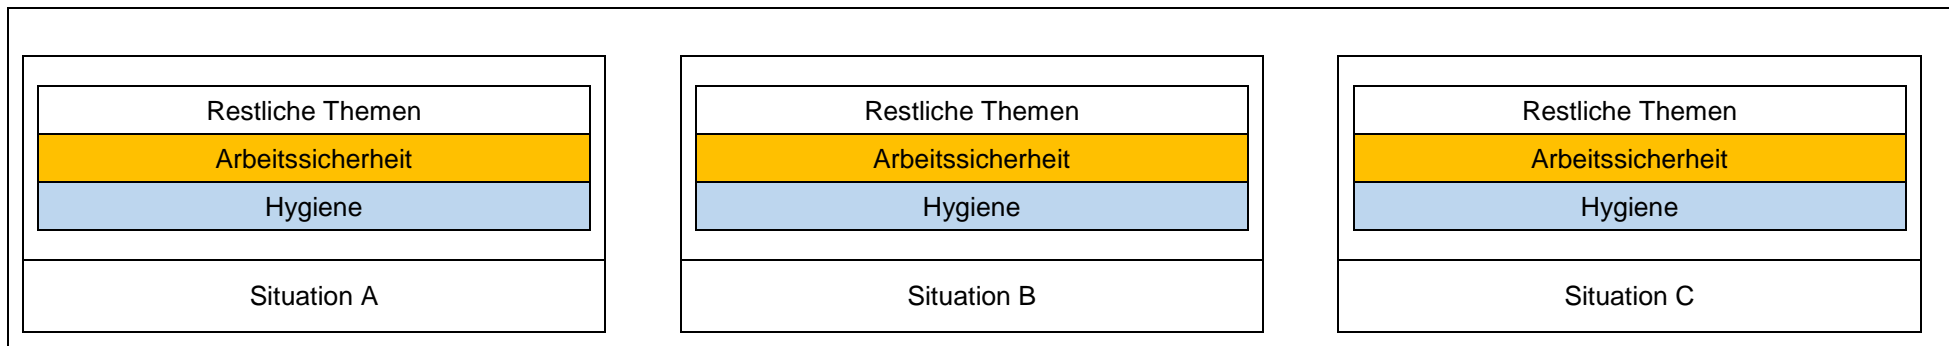 Restliche Themen
Arbeitssicherheit
Hygiene
Situation A
Restliche Themen
Arbeitssicherheit
Hygiene
Situation B
Restliche Themen
Arbeitssicherheit
Hygiene
Situation C